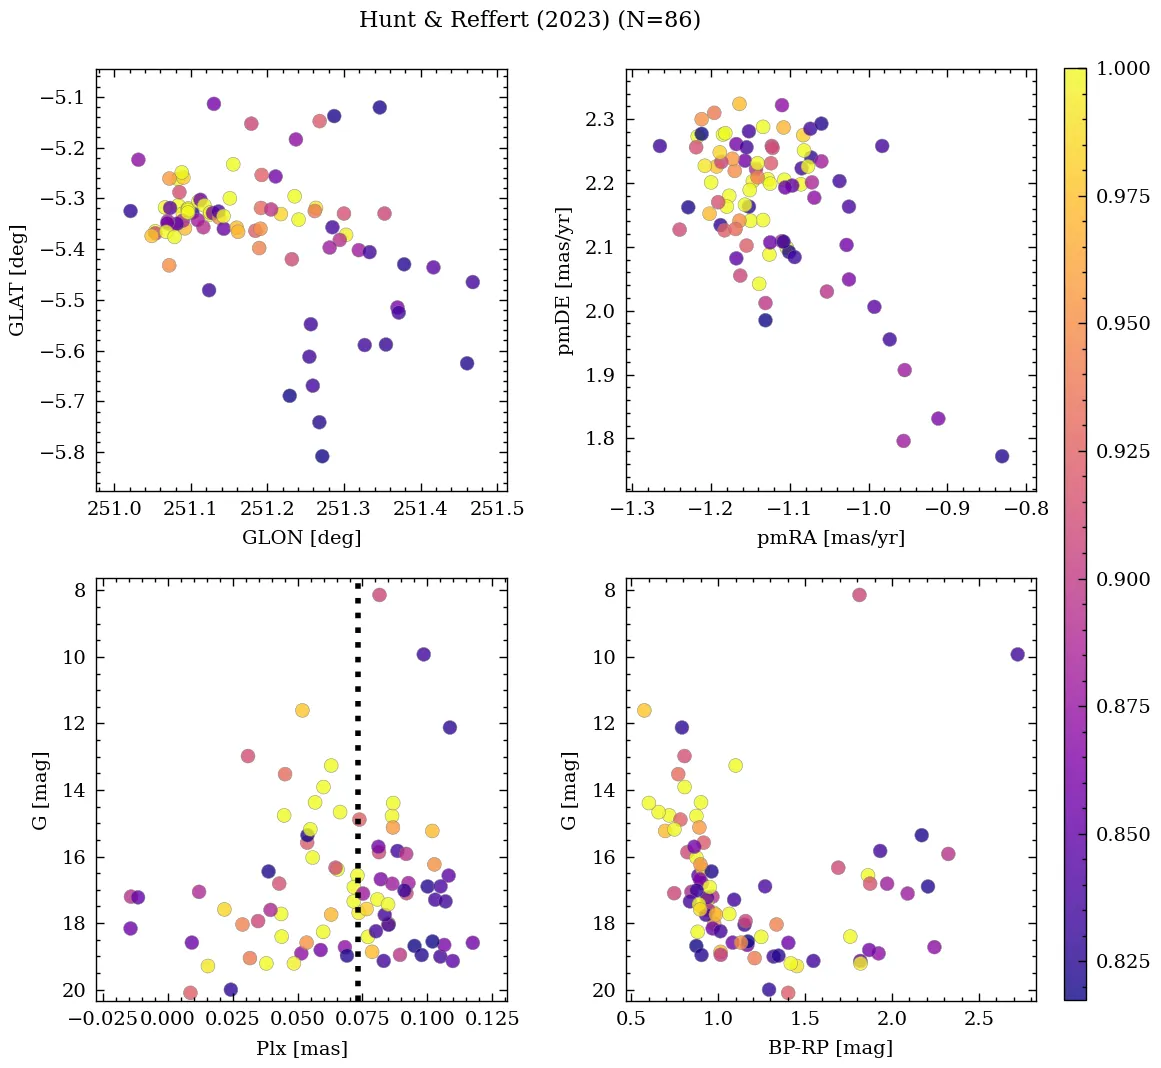 Hunt & Reffert (2023) (N=86)
−5.1
−5.2
−5.3
−5.4
−5.5
−5.6
−5.7
−5.8
GLAT [deg]
251.0 251.1 251.2 251.3 251.4 251.5
GLON [deg]
2.3
2.2
2.1
2.0
1.9
1.8
pmDE [mas/yr]
−1.3 −1.2 −1.1 −1.0 −0.9 −0.8
pmRA [mas/yr]
1.000
0.975
0.950
0.925
0.900
0.875
0.850
0.825
8
10
12
14
16
18
20
G [mag]
−0.025 0.000 0.025 0.050 0.075 0.100 0.125
Plx [mas]
8
10
12
14
16
18
20
G [mag]
0.5 1.0 1.5 2.0 2.5
BP-RP [mag]